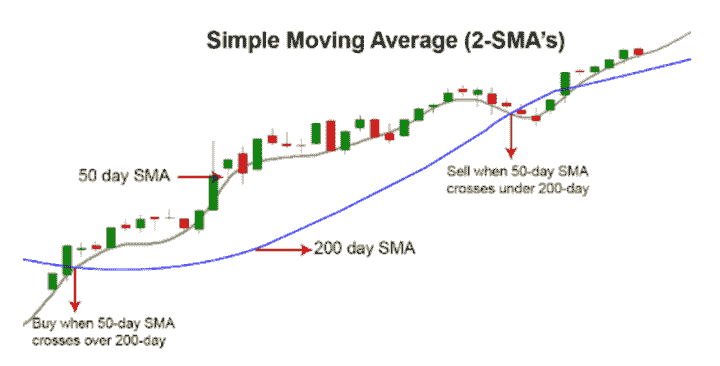 Simple Moving Average (2-SMA's)
50 day SMA
Sell when 50-day SMA
crosses under 200-day
200 day SMA
Buy when 50-day SMA
crosses over 200-day